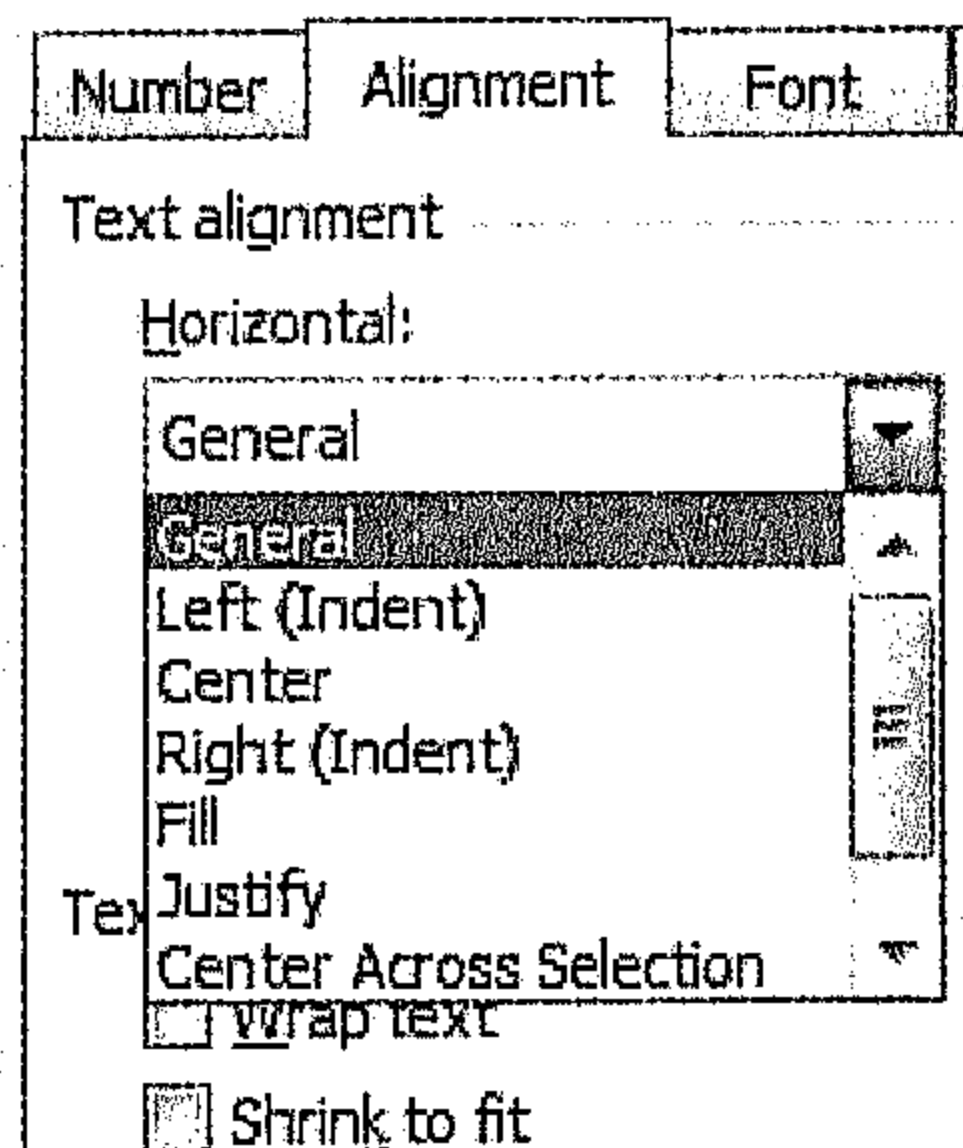 Number Alignment Font
Text alignment
Horizontal:
General
General
Left (Indent)
Center
Right (Indent)
Fill
Justify
Center Across Selection
Wrap text
Shrink to fit